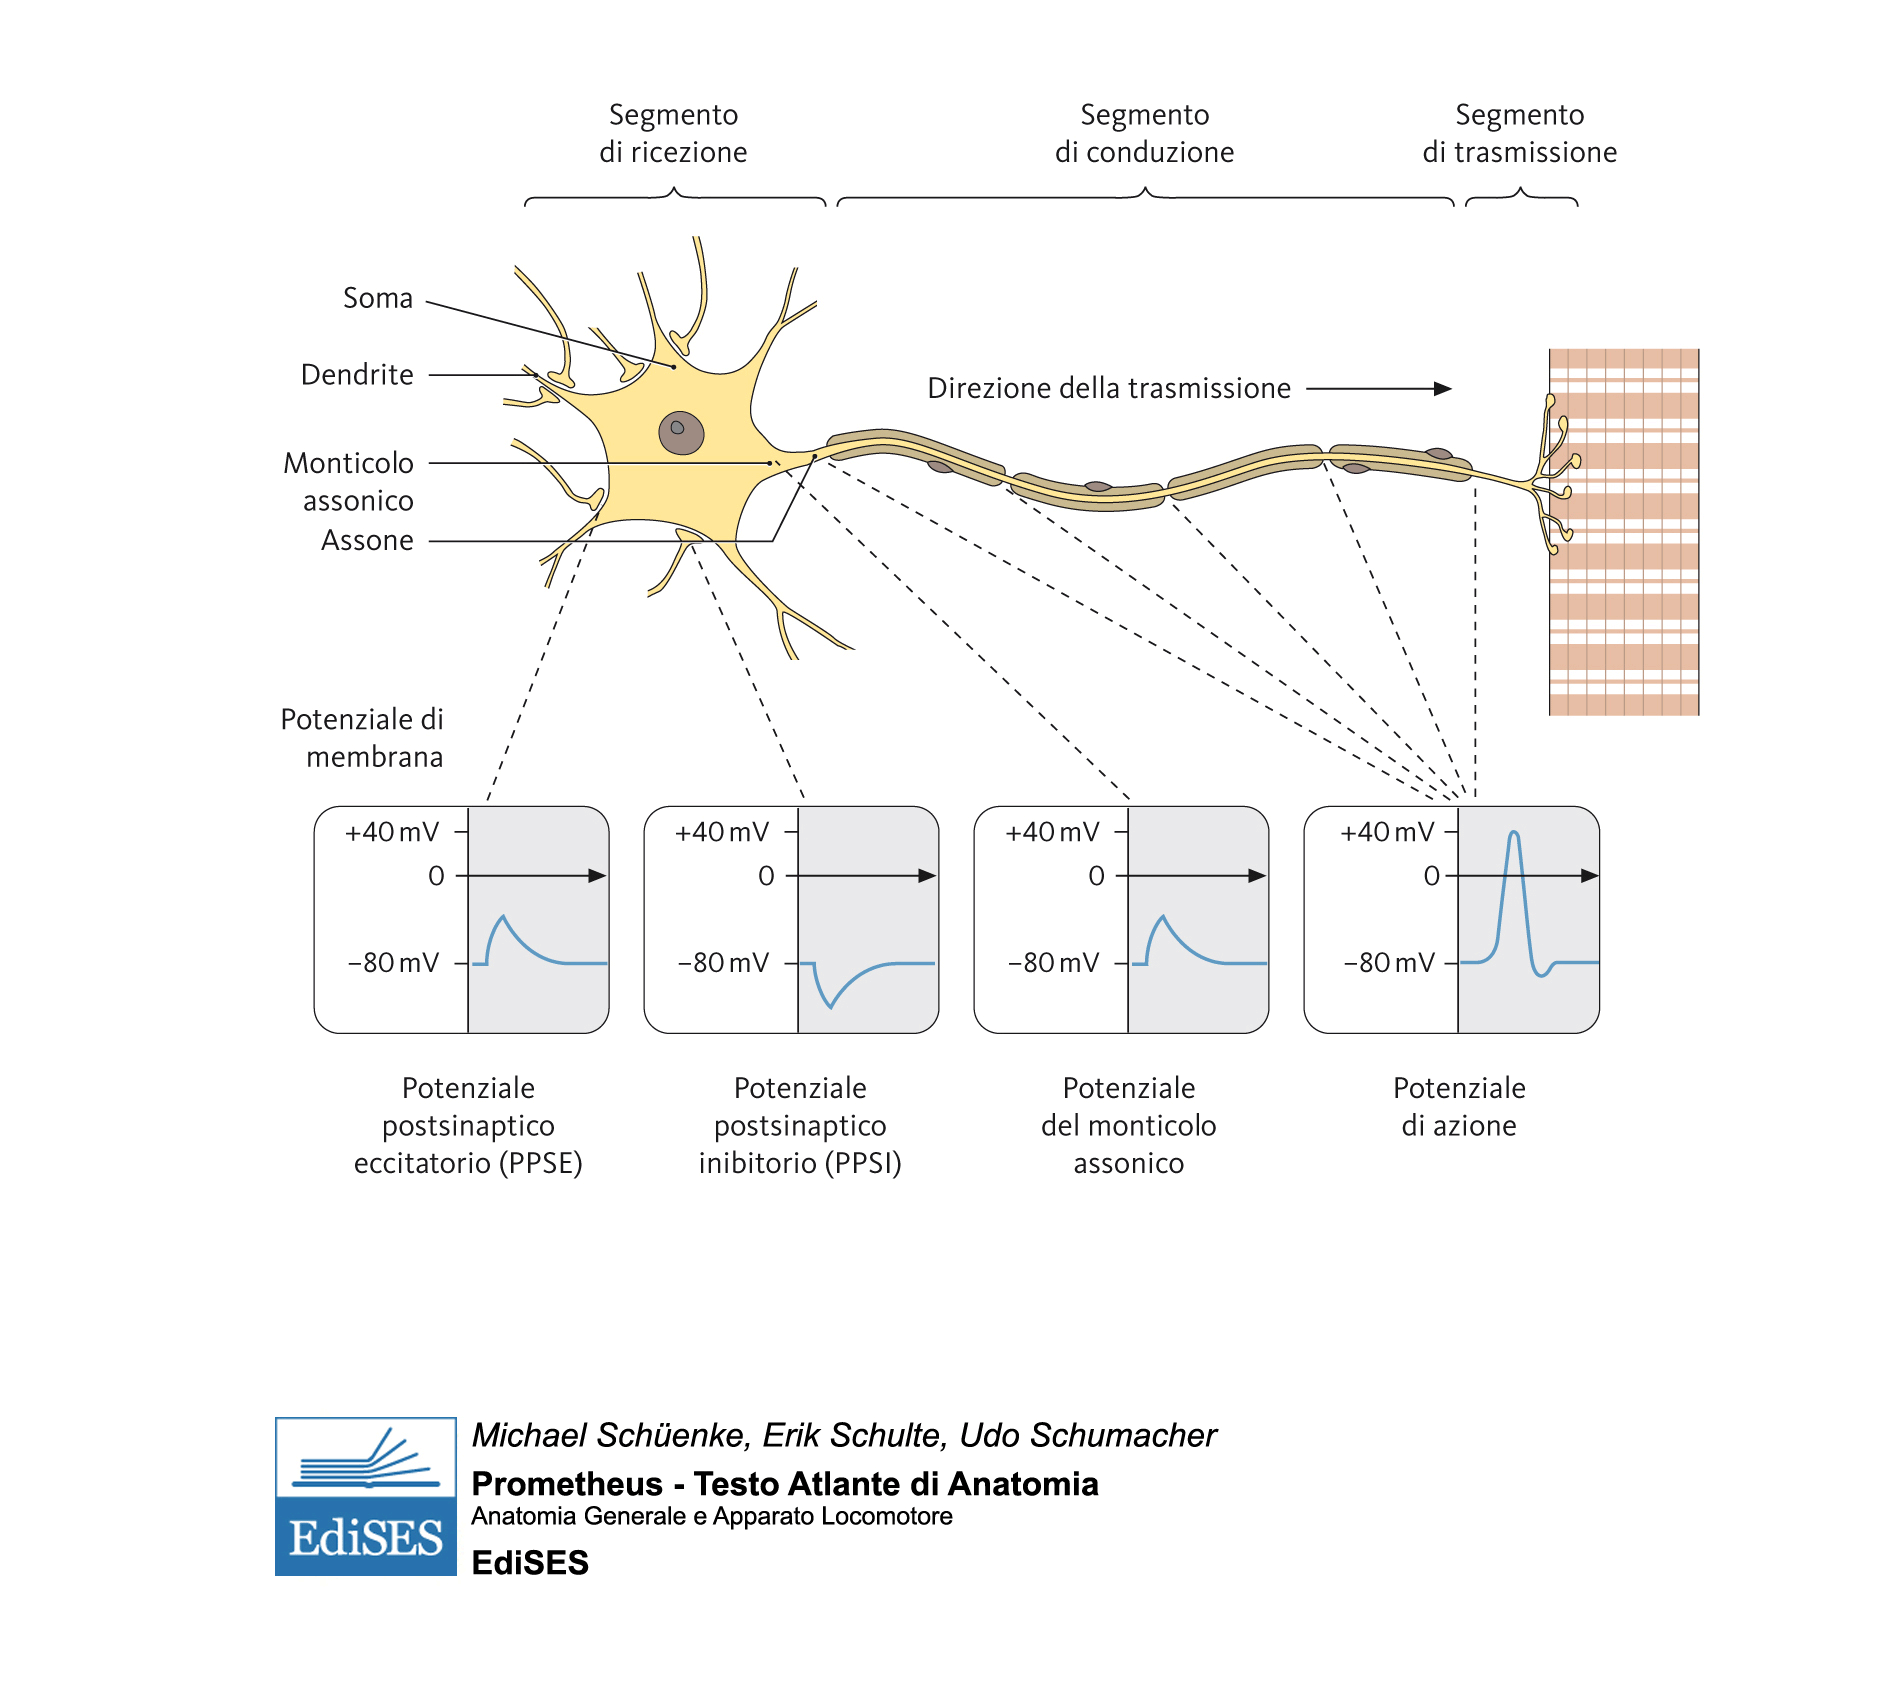 Segmento
di ricezione
Segmento
di conduzione
Segmento
di trasmissione
Soma
Dendrite
Direzione della trasmissione
Monticolo
assonico
Assone
Potenziale di
membrana
+40 mV
0
−80 mV
+40 mV
0
−80 mV
+40 mV
0
−80 mV
+40 mV
0
−80 mV
Potenziale
postsinaptico
eccitatorio (PPSE)
Potenziale
postsinaptico
inibitorio (PPSI)
Potenziale
del monticolo
assonico
Potenziale
di azione
EdiSES
Michael Schüenke, Erik Schulte, Udo Schumacher
Prometheus - Testo Atlante di Anatomia
Anatomia Generale e Apparato Locomotore
EdiSES